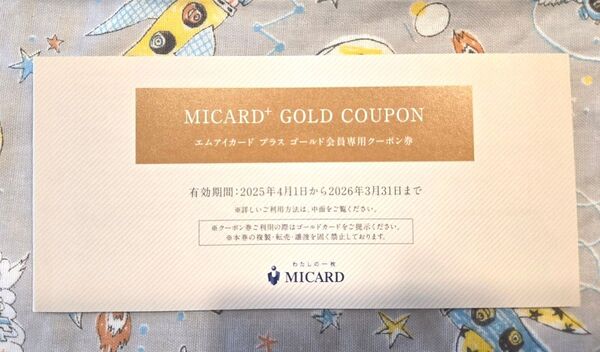 MICARD⁺ GOLD COUPON
エムアイカード プラス ゴールド会員専用クーポン券
有効期間：2025年4月1日から2026年3月31日まで
※詳しいご利用方法は、中面をご覧ください。
※クーポン券ご利用の際はゴールドカードをご提示ください。
※本券の複製・転売・譲渡を固く禁止しております。
わたしの一枚
MICARD